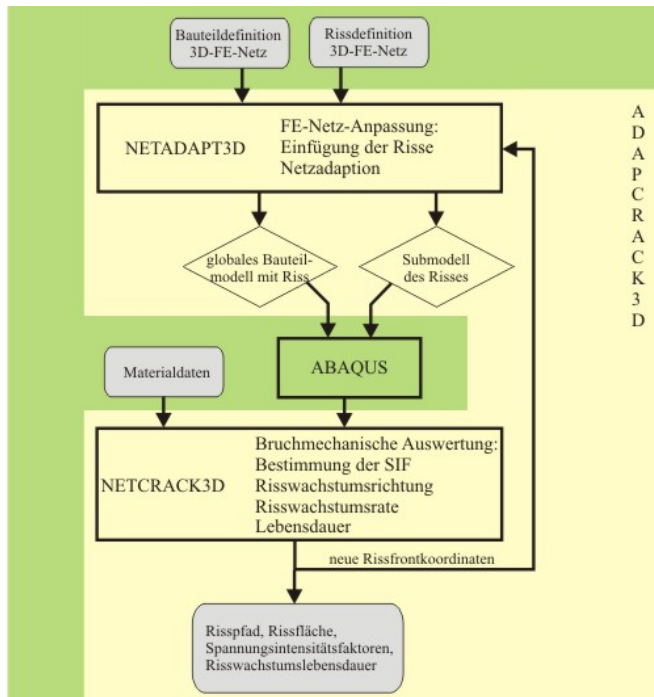 Bauteildefinition
3D-FE-Netz
Rissdefinition
3D-FE-Netz
NETADAPT3D
FE-Netz-Anpassung:
Einfügung der Risse
Netzadaption
globales Bauteil-
modell mit Riss
Submodell
des Risses
ABAQUS
Materialdaten
NETCRACK3D
Bruchmechanische Auswertung:
Bestimmung der SIF
Risswachstumsrichtung
Risswachstumsrate
Lebensdauer
neue Rissfrontkoordinaten
Risspfad, Rissfläche,
Spannungsintensitätsfaktoren,
Risswachstumslebensdauer
A
D
A
P
C
R
A
C
K
3
D